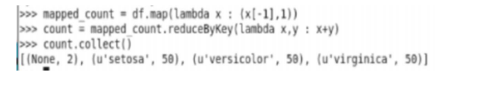 >>> mapped_count = df.map(lambda x : (x[-1],1))
>>> count = mapped_count.reduceByKey(lambda x,y : x+y)
>>> count.collect()
[(None, 2), (u'setosa', 50), (u'versicolor', 50), (u'virginica', 50)]